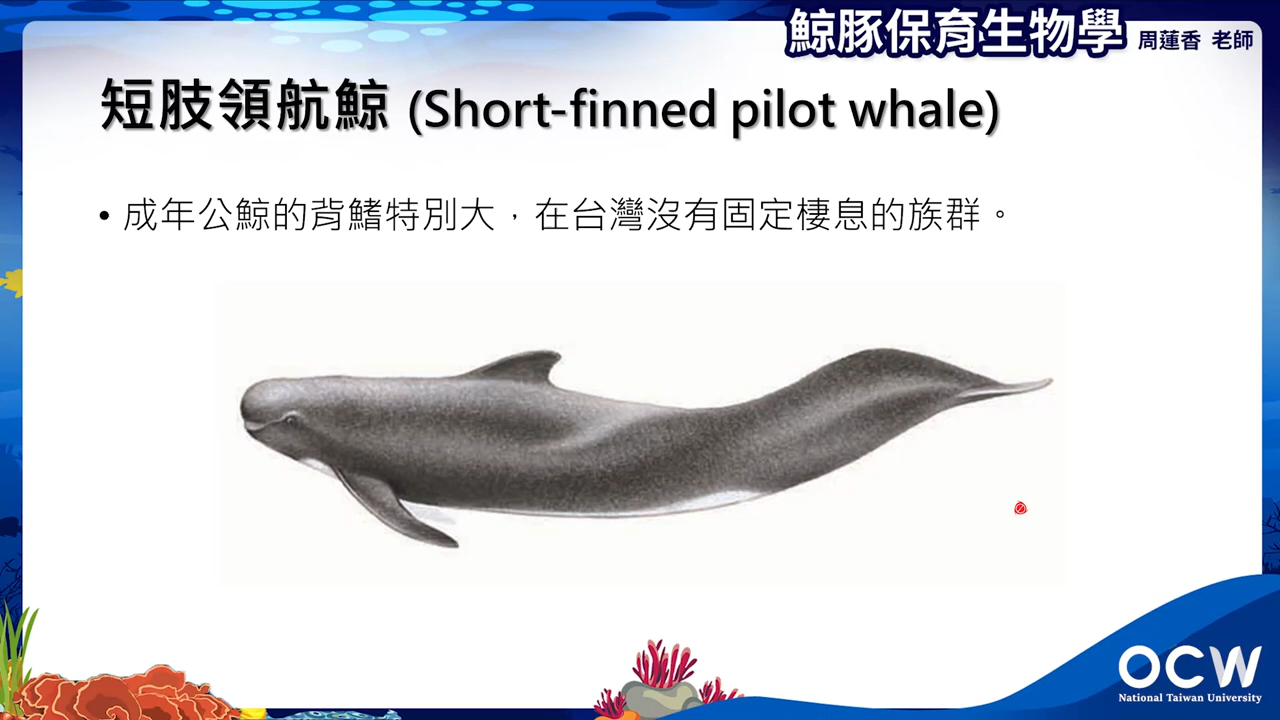 鯨豚保育生物學 周蓮香 老師
短肢領航鯨 (Short-finned pilot whale)
• 成年公鯨的背鰭特別大，在台灣沒有固定棲息的族群。
OCW
National Taiwan University